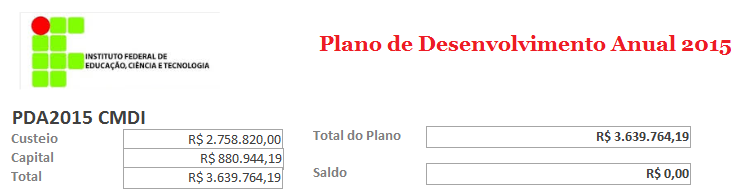 INSTITUTO FEDERAL DE
EDUCAÇÃO, CIÊNCIA E TECNOLOGIA
Plano de Desenvolvimento Anual 2015
PDA2015 CMDI
Custeio R$ 2.758.820,00
Capital R$ 880.944,19
Total R$ 3.639.764,19
Total do Plano R$ 3.639.764,19
Saldo R$ 0,00